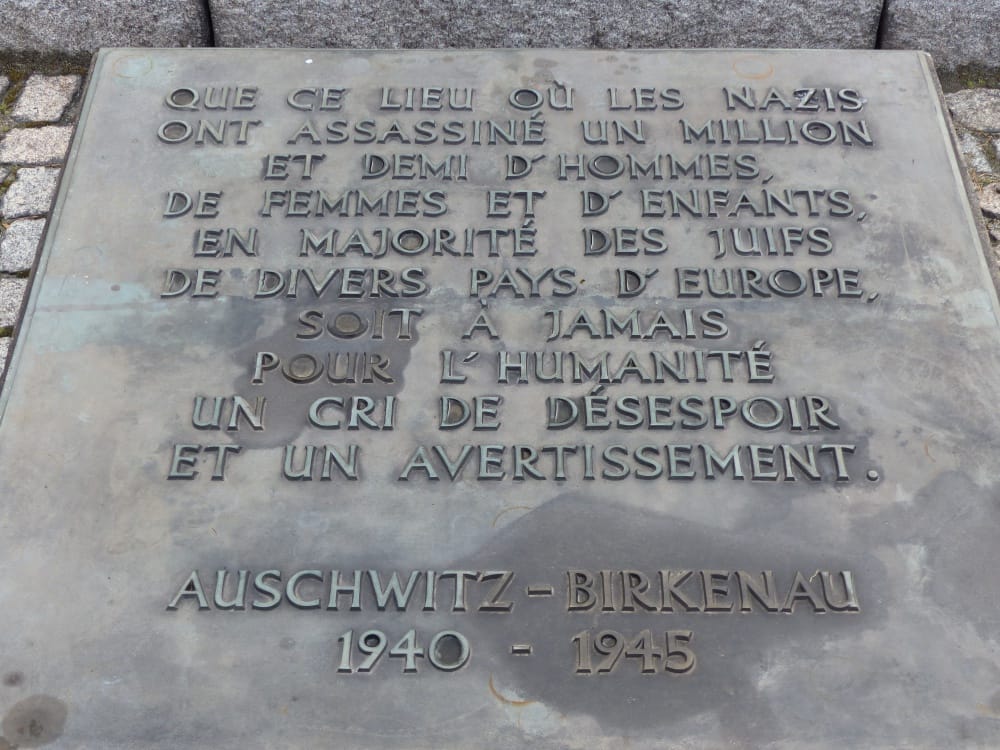 QUE CE LIEU OÙ LES NAZIS
ONT ASSASSINÉ UN MILLION
ET DEMI D'HOMMES,
DE FEMMES ET D'ENFANTS,
EN MAJORITÉ DES JUIFS
DE DIVERS PAYS D'EUROPE,
SOIT À JAMAIS
POUR L'HUMANITÉ
UN CRI DE DÉSESPOIR
ET UN AVERTISSEMENT.
AUSCHWITZ - BIRKENAU
1940 - 1945